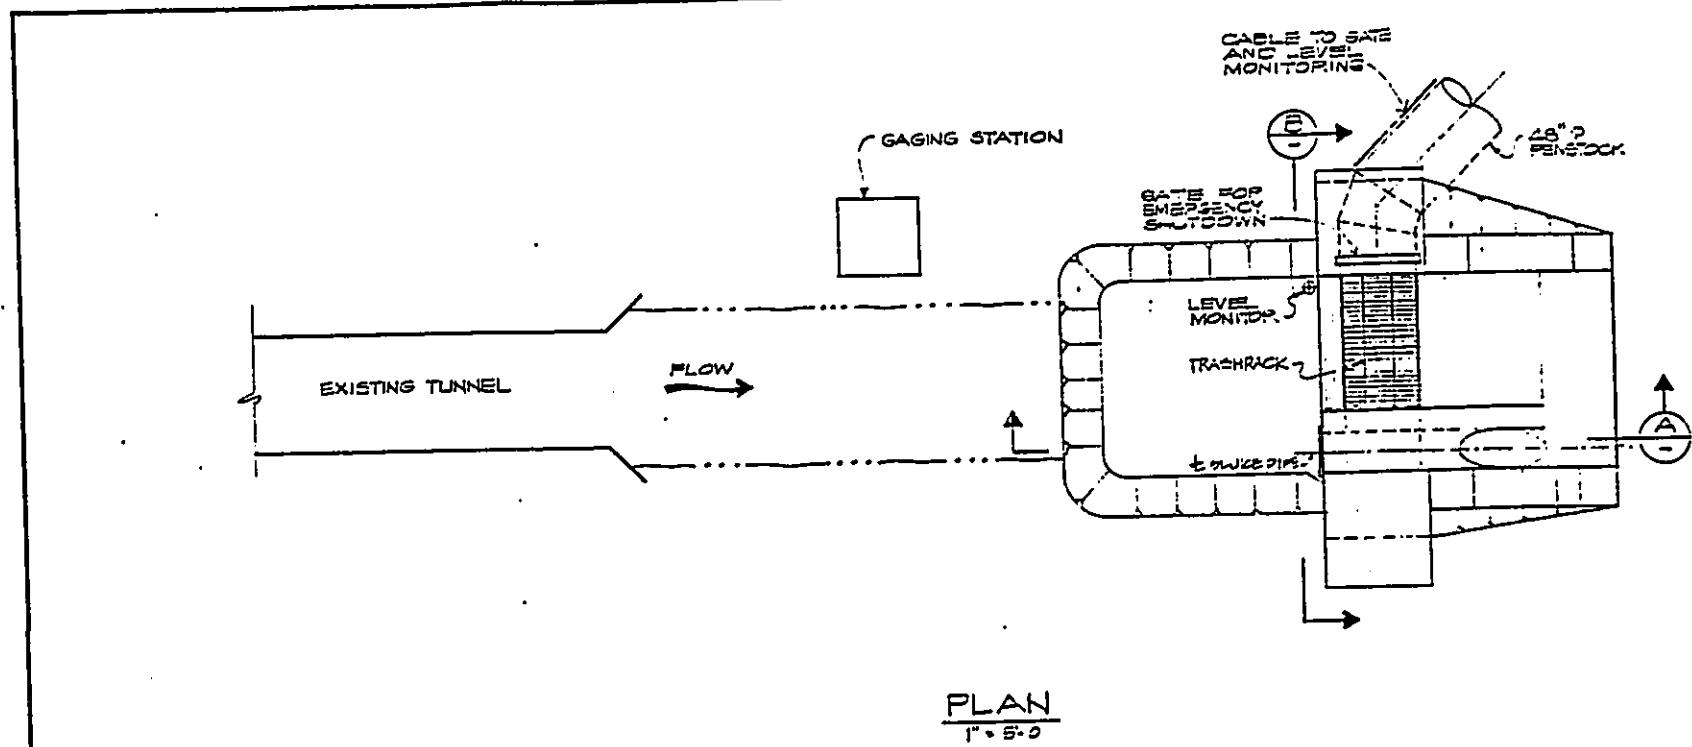 CABLE TO GATE
AND LEVEL
MONITORING
E
GAGING STATION
48" Ø
PENSTOCK
GATE FOR
EMERGENCY
SHUTDOWN
LEVEL
MONITOR
FLOW
TRASHRACK
EXISTING TUNNEL
A
℄ SLUICE PIPE
PLAN
1" = 5'-0